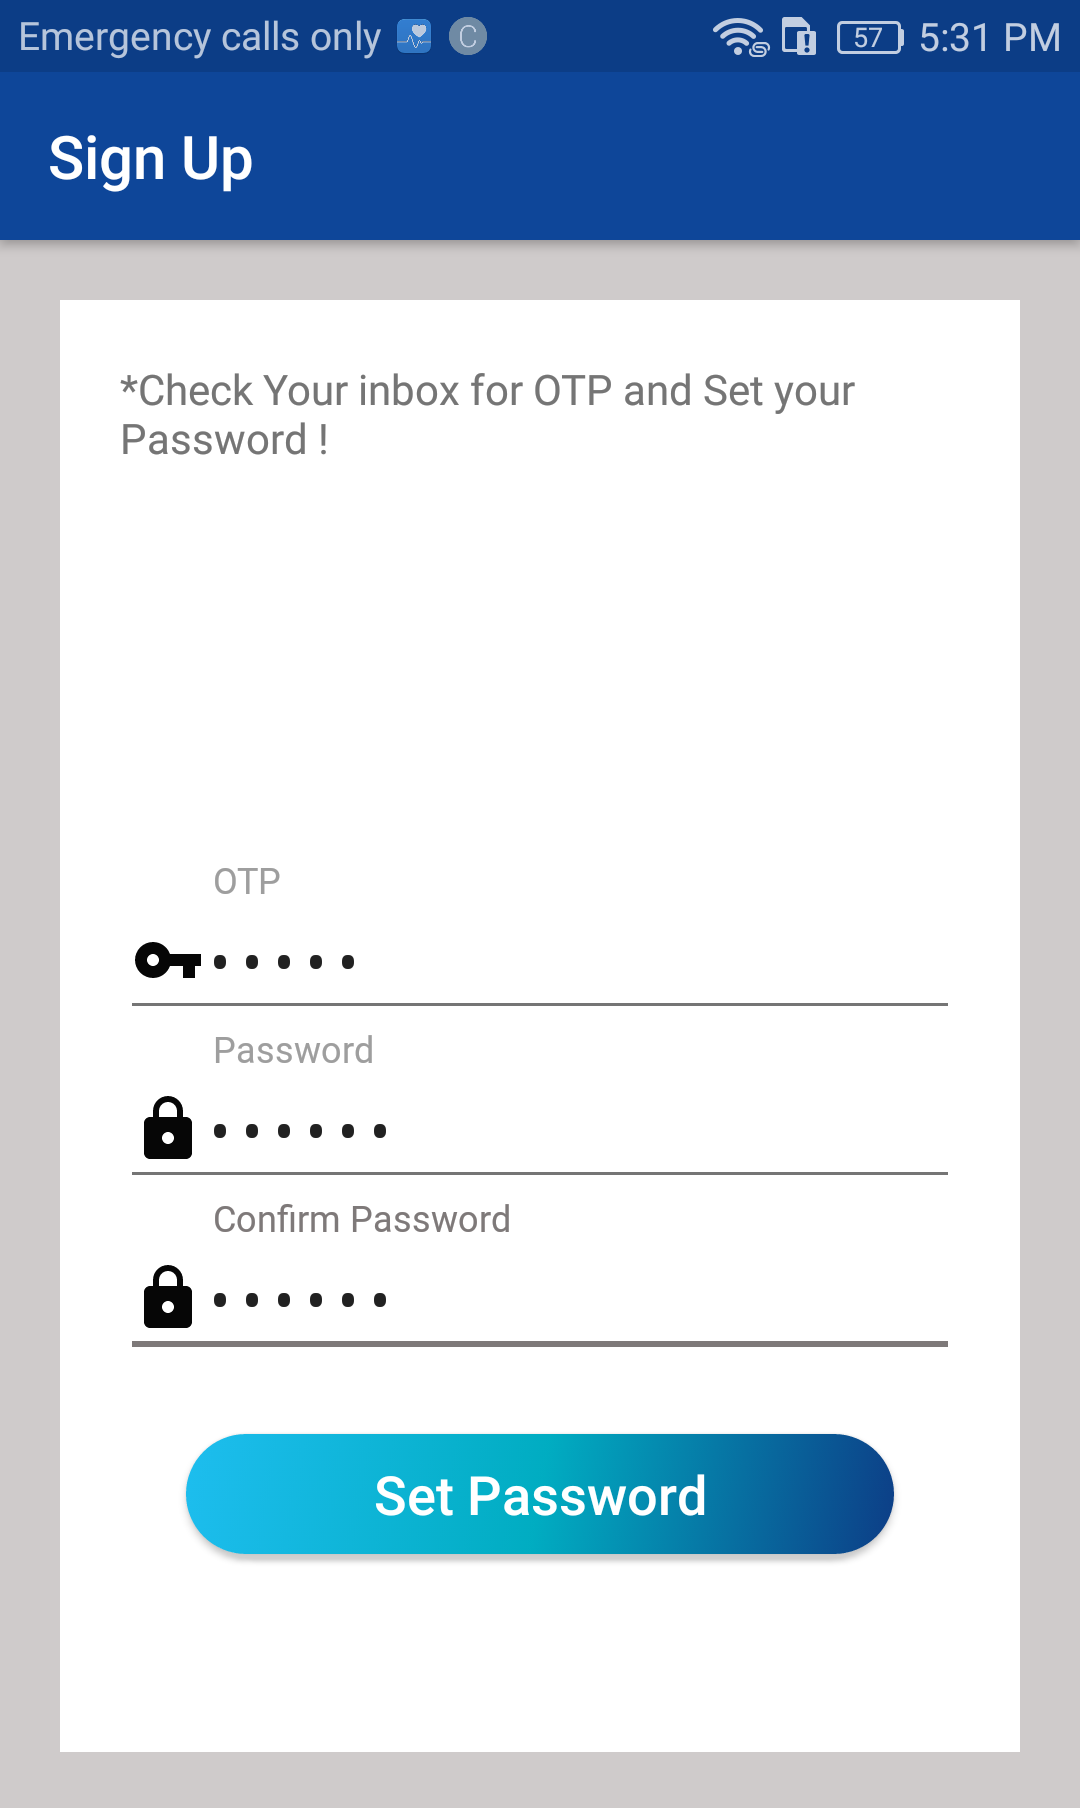 Emergency calls only C 57 5:31 PM
Sign Up
*Check Your inbox for OTP and Set your
Password !
OTP
•••••
Password
••••••
Confirm Password
••••••
Set Password